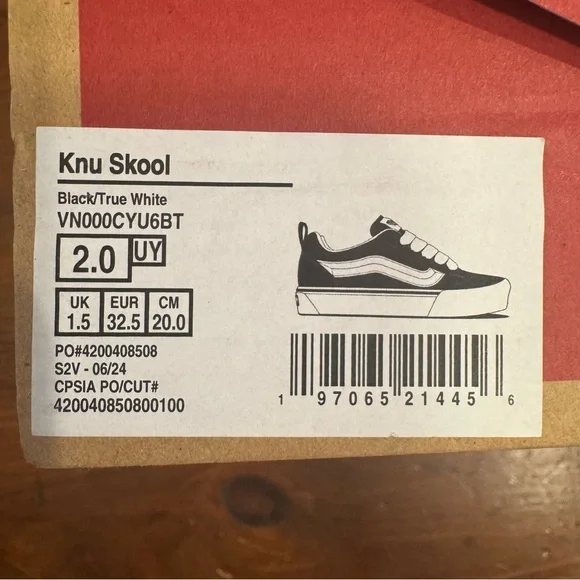 Knu Skool
Black/True White
VN000CYU6BT
2.0 UY
UK EUR CM
1.5 32.5 20.0
PO#4200408508
S2V - 06/24
CPSIA PO/CUT#
420040850800100
1 97065 21445 6